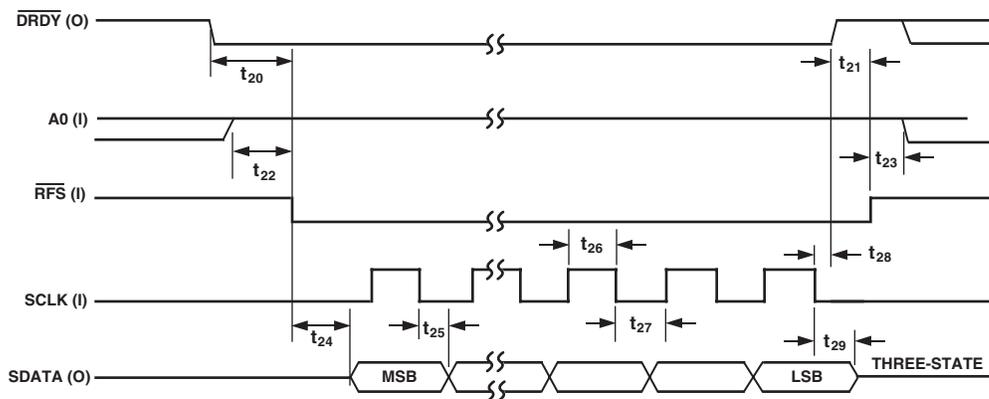 DRDY (O)
t20
t21
A0 (I)
t22
t23
RFS (I)
t26
t28
SCLK (I)
t24
t25
t27
t29
SDATA (O)
MSB
LSB
THREE-STATE